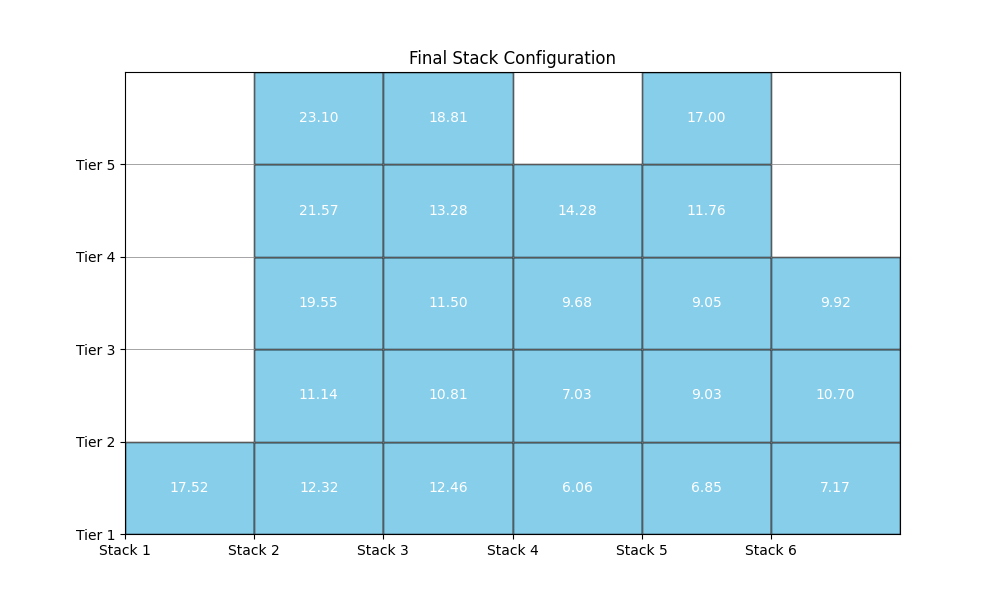 Final Stack Configuration
23.10 18.81 17.00
Tier 5
21.57 13.28 14.28 11.76
Tier 4
19.55 11.50 9.68 9.05 9.92
Tier 3
11.14 10.81 7.03 9.03 10.70
Tier 2
17.52 12.32 12.46 6.06 6.85 7.17
Tier 1
Stack 1 Stack 2 Stack 3 Stack 4 Stack 5 Stack 6